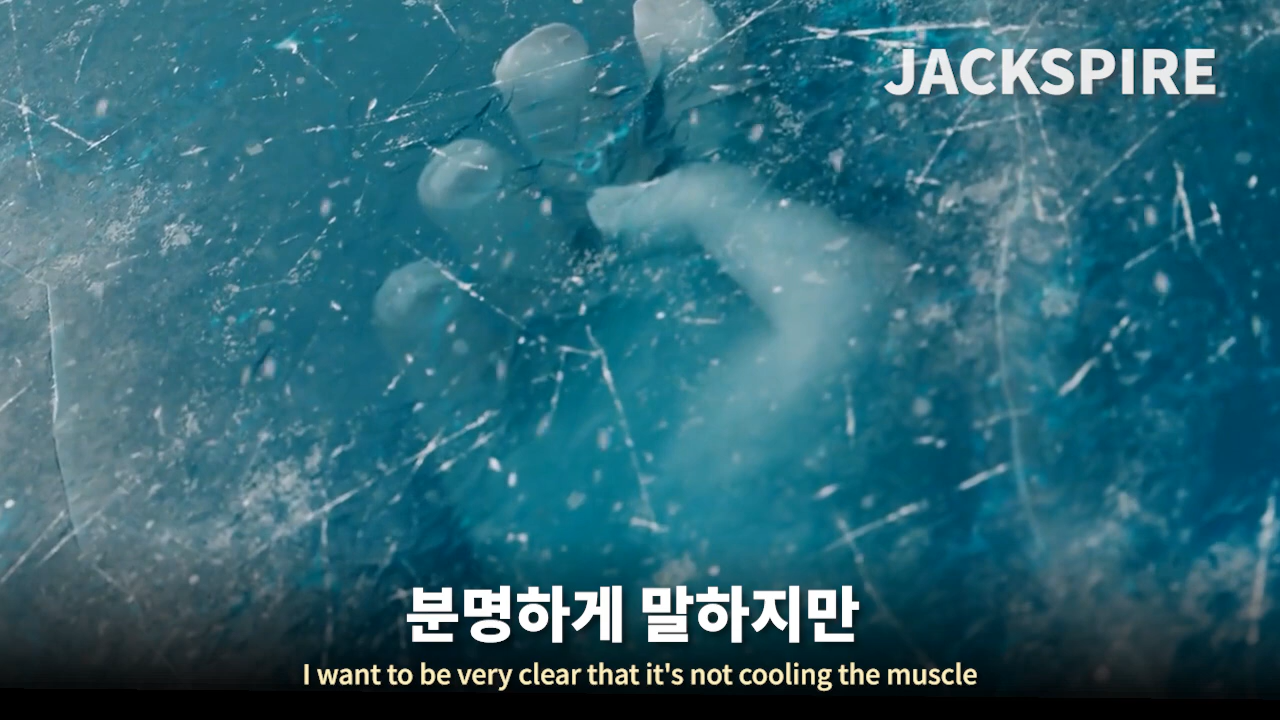 JACKSPIRE
분명하게 말하지만
I want to be very clear that it's not cooling the muscle